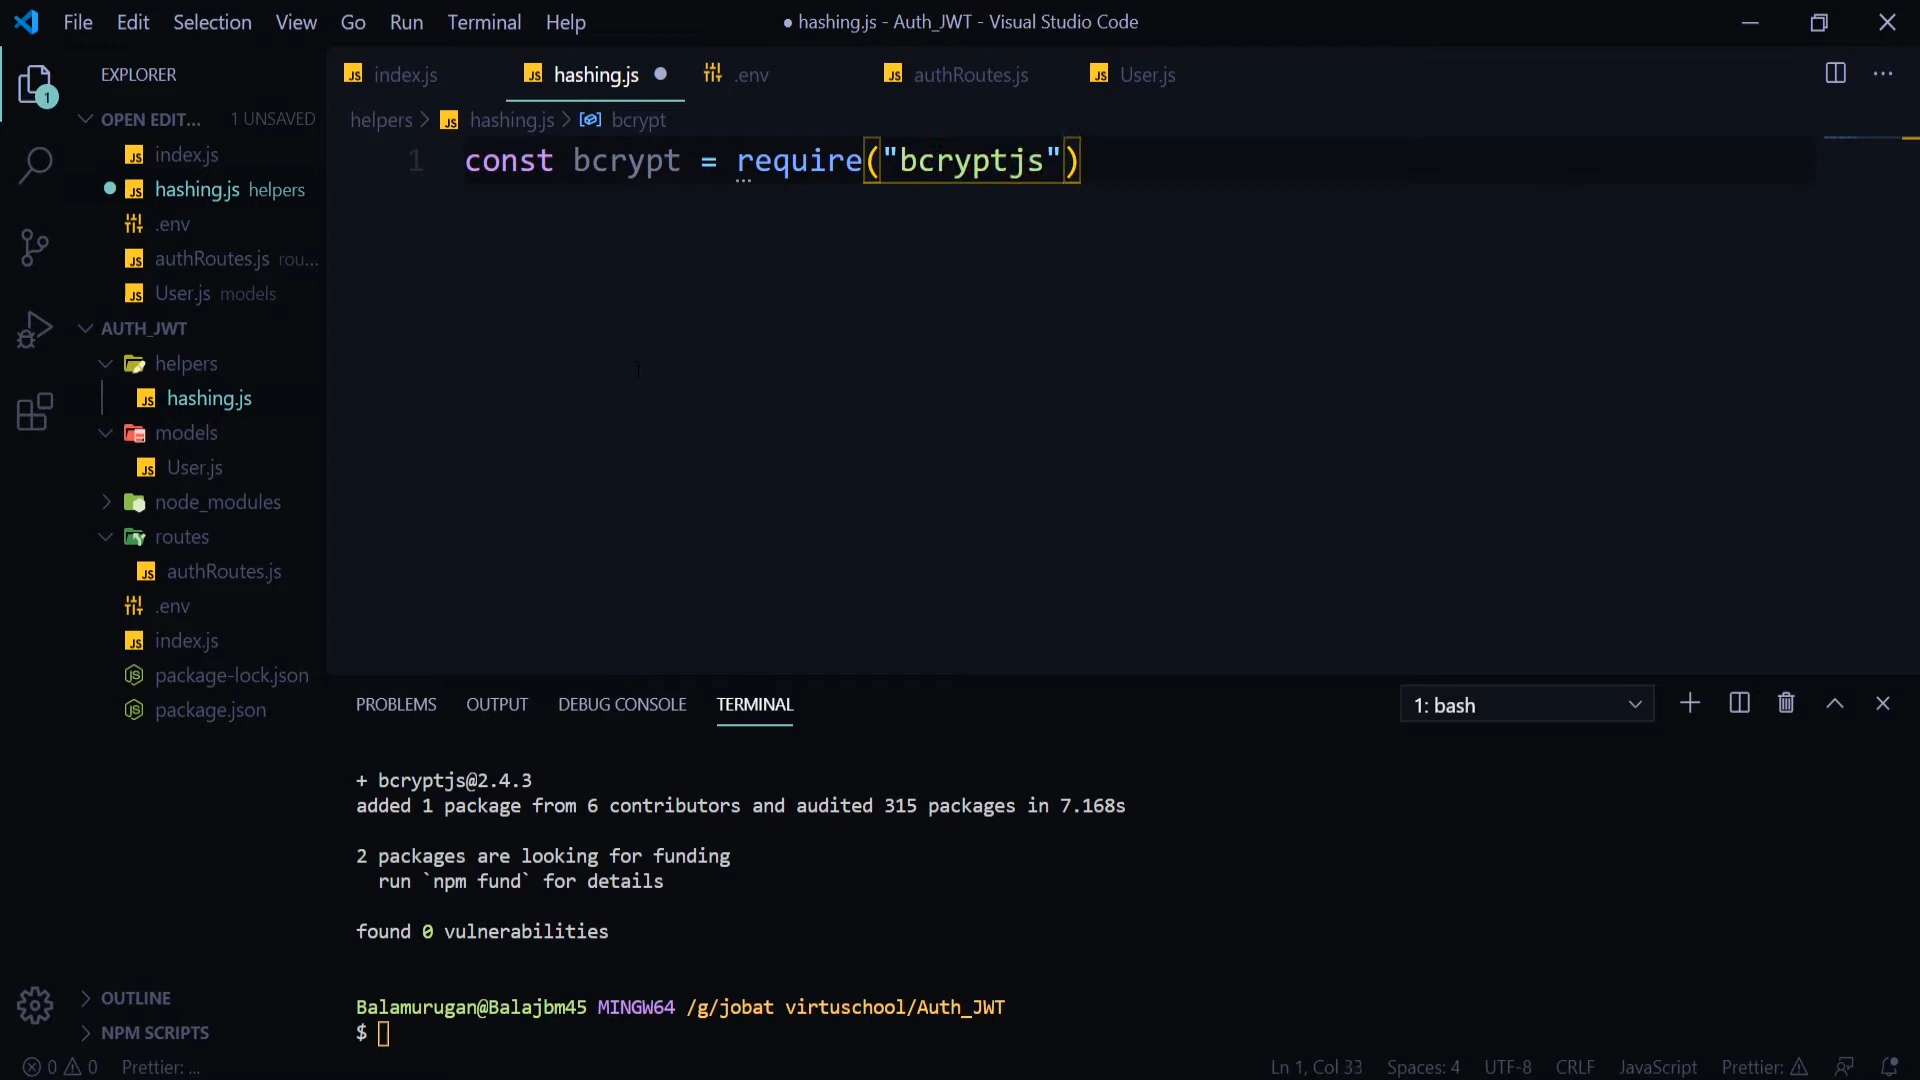 File Edit Selection View Go Run Terminal Help
● hashing.js - Auth_JWT - Visual Studio Code
EXPLORER
1
OPEN EDIT... 1 UNSAVED
index.js
hashing.js helpers
.env
authRoutes.js rou...
User.js models
AUTH_JWT
helpers
hashing.js
models
User.js
node_modules
routes
authRoutes.js
.env
index.js
package-lock.json
package.json
OUTLINE
NPM SCRIPTS
index.js hashing.js .env authRoutes.js User.js
helpers > hashing.js > bcrypt
1 const bcrypt = require("bcryptjs")
PROBLEMS OUTPUT DEBUG CONSOLE TERMINAL
1: bash
+ bcryptjs@2.4.3
added 1 package from 6 contributors and audited 315 packages in 7.168s
2 packages are looking for funding
run `npm fund` for details
found 0 vulnerabilities
Balamurugan@Balajbm45 MINGW64 /g/jobat virtuschool/Auth_JWT
$
0 0 Prettier: ...
Ln 1, Col 33 Spaces: 4 UTF-8 CRLF JavaScript Prettier: